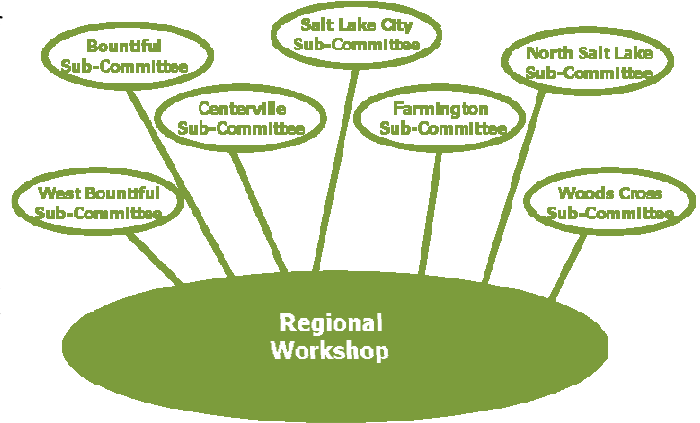 Salt Lake City
Sub-Committee
Bountiful
Sub-Committee
North Salt Lake
Sub-Committee
Centerville
Sub-Committee
Farmington
Sub-Committee
West Bountiful
Sub-Committee
Woods Cross
Sub-Committee
Regional
Workshop